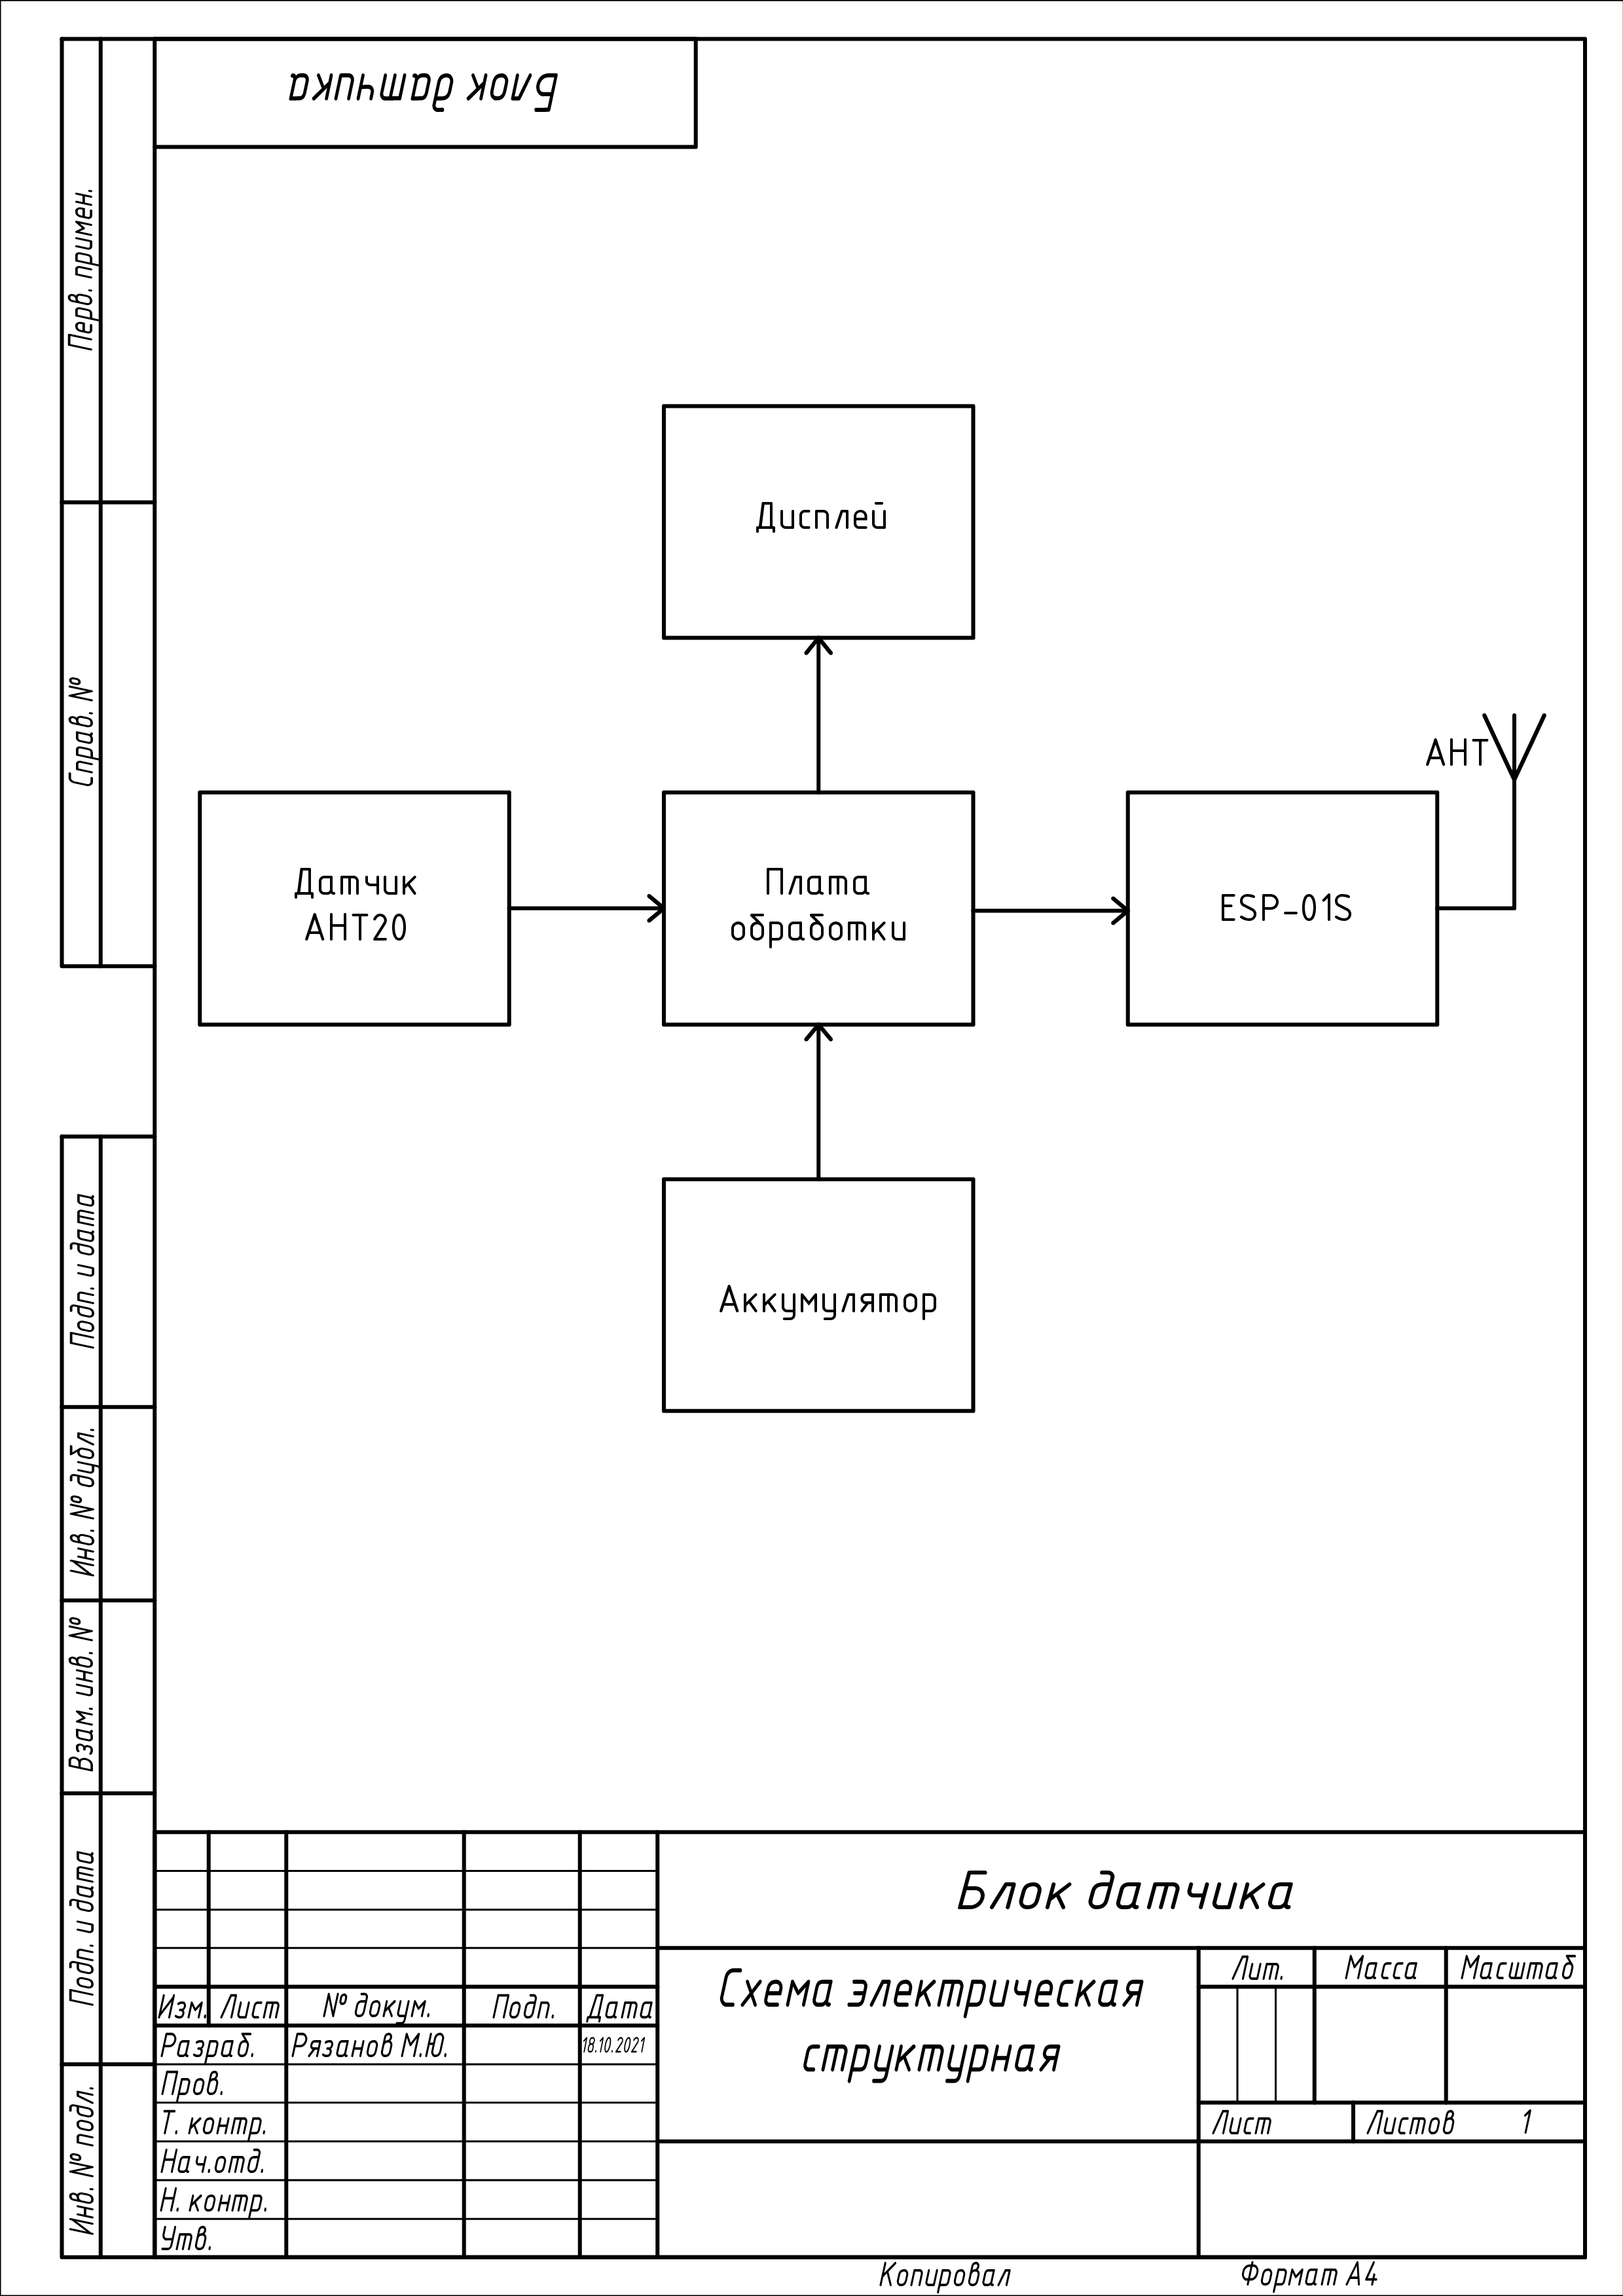 Блок датчика
Перв. примен.
Справ. №
Дисплей
АНТ
Датчик
АНТ20
Плата
обработки
ESP-01S
Аккумулятор
Подп. и дата
Инв. № дубл.
Взам. инв. №
Подп. и дата
Инв. № подл.
Блок датчика
Изм. Лист № докум. Подп. Дата
Разраб. Рязанов М.Ю. 18.10.2021
Пров.
Т. контр.
Нач.отд.
Н. контр.
Утв.
Схема электрическая
структурная
Лит. Масса Масштаб
Лист Листов 1
Копировал Формат А4